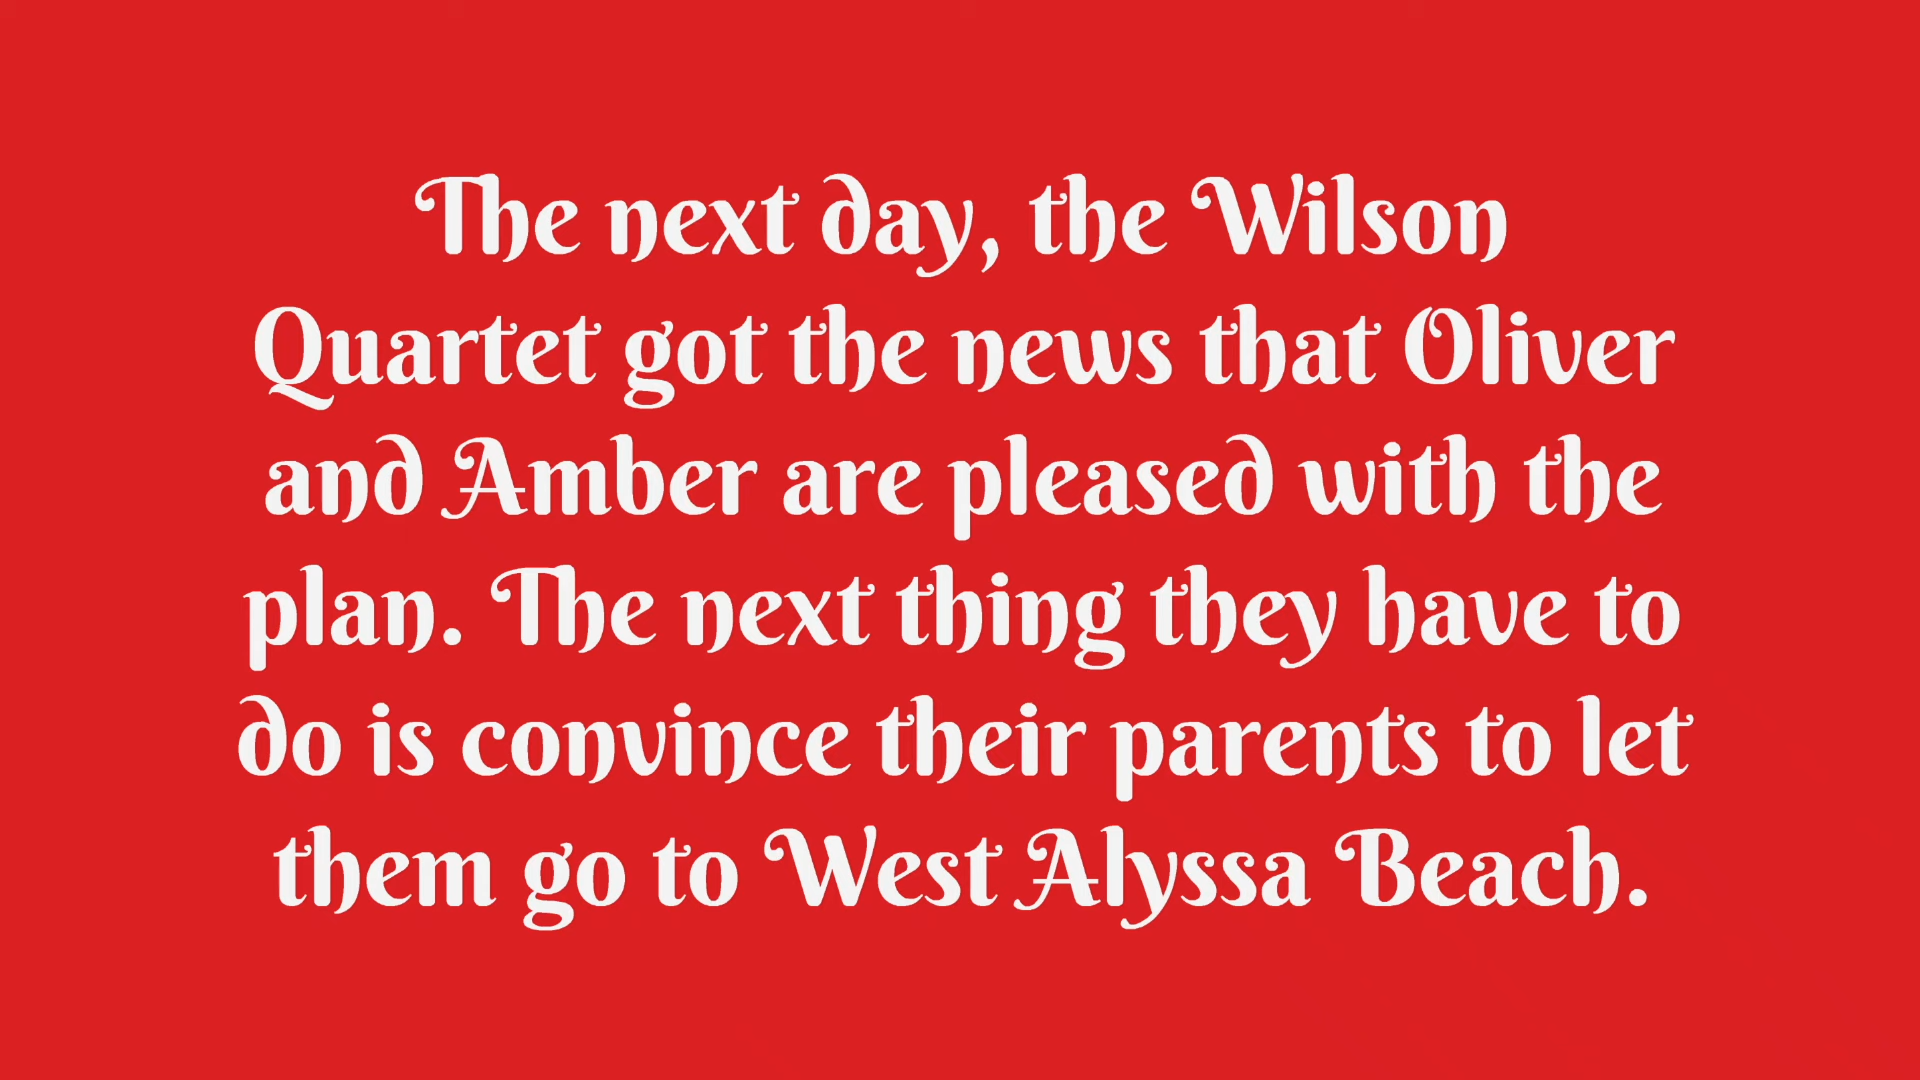 The next day, the Wilson
Quartet got the news that Oliver
and Amber are pleased with the
plan. The next thing they have to
do is convince their parents to let
them go to West Alyssa Beach.